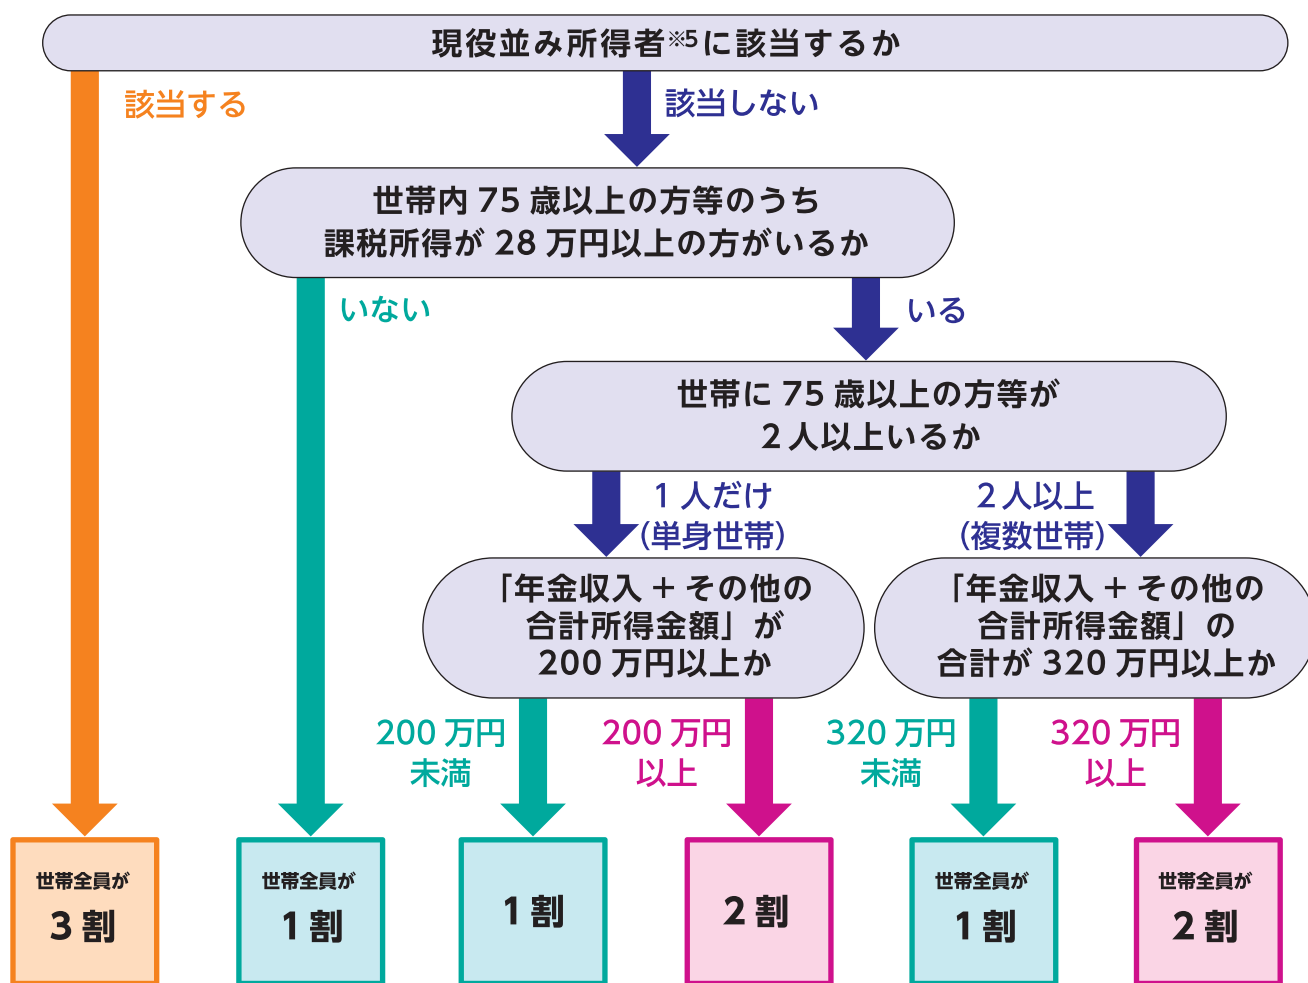 現役並み所得者※5に該当するか
該当する
該当しない
世帯内 75 歳以上の方等のうち
課税所得が 28 万円以上の方がいるか
いない
いる
世帯に 75 歳以上の方等が
2 人以上いるか
1 人だけ
(単身世帯)
2 人以上
(複数世帯)
「年金収入 + その他の
合計所得金額」が
200 万円以上か
「年金収入 + その他の
合計所得金額」の
合計が 320 万円以上か
200 万円
未満
200 万円
以上
320 万円
未満
320 万円
以上
世帯全員が
3 割
世帯全員が
1 割
1 割
2 割
世帯全員が
1 割
世帯全員が
2 割